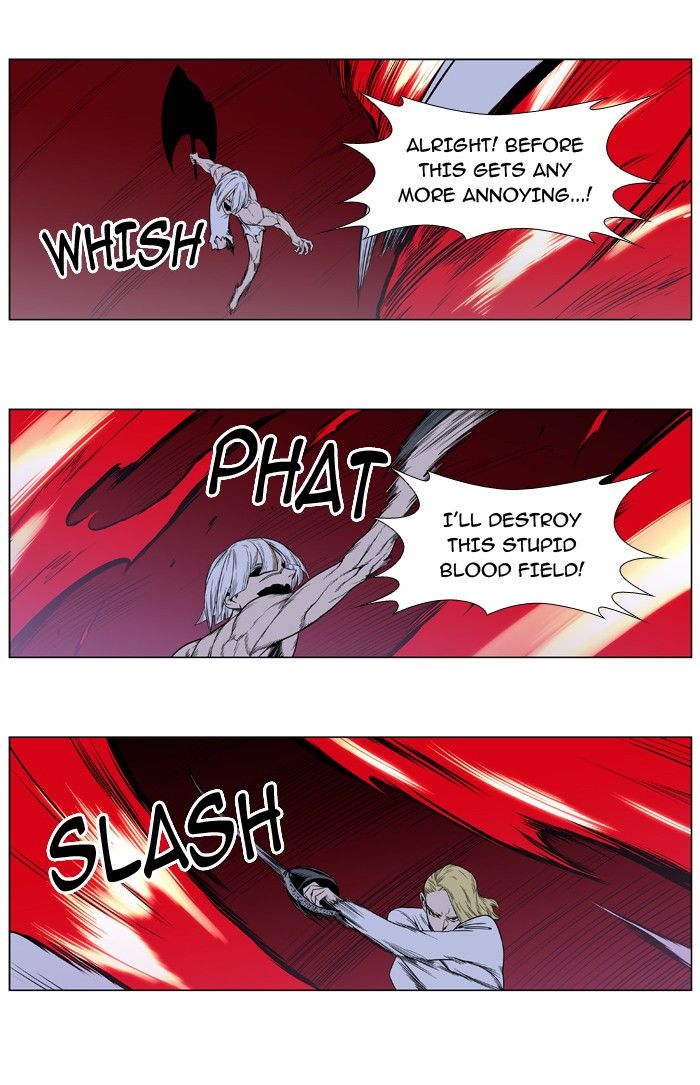 ALRIGHT! BEFORE
THIS GETS ANY
MORE ANNOYING...!
WHISH
PHAT
I'LL DESTROY
THIS STUPID
BLOOD FIELD!
SLASH